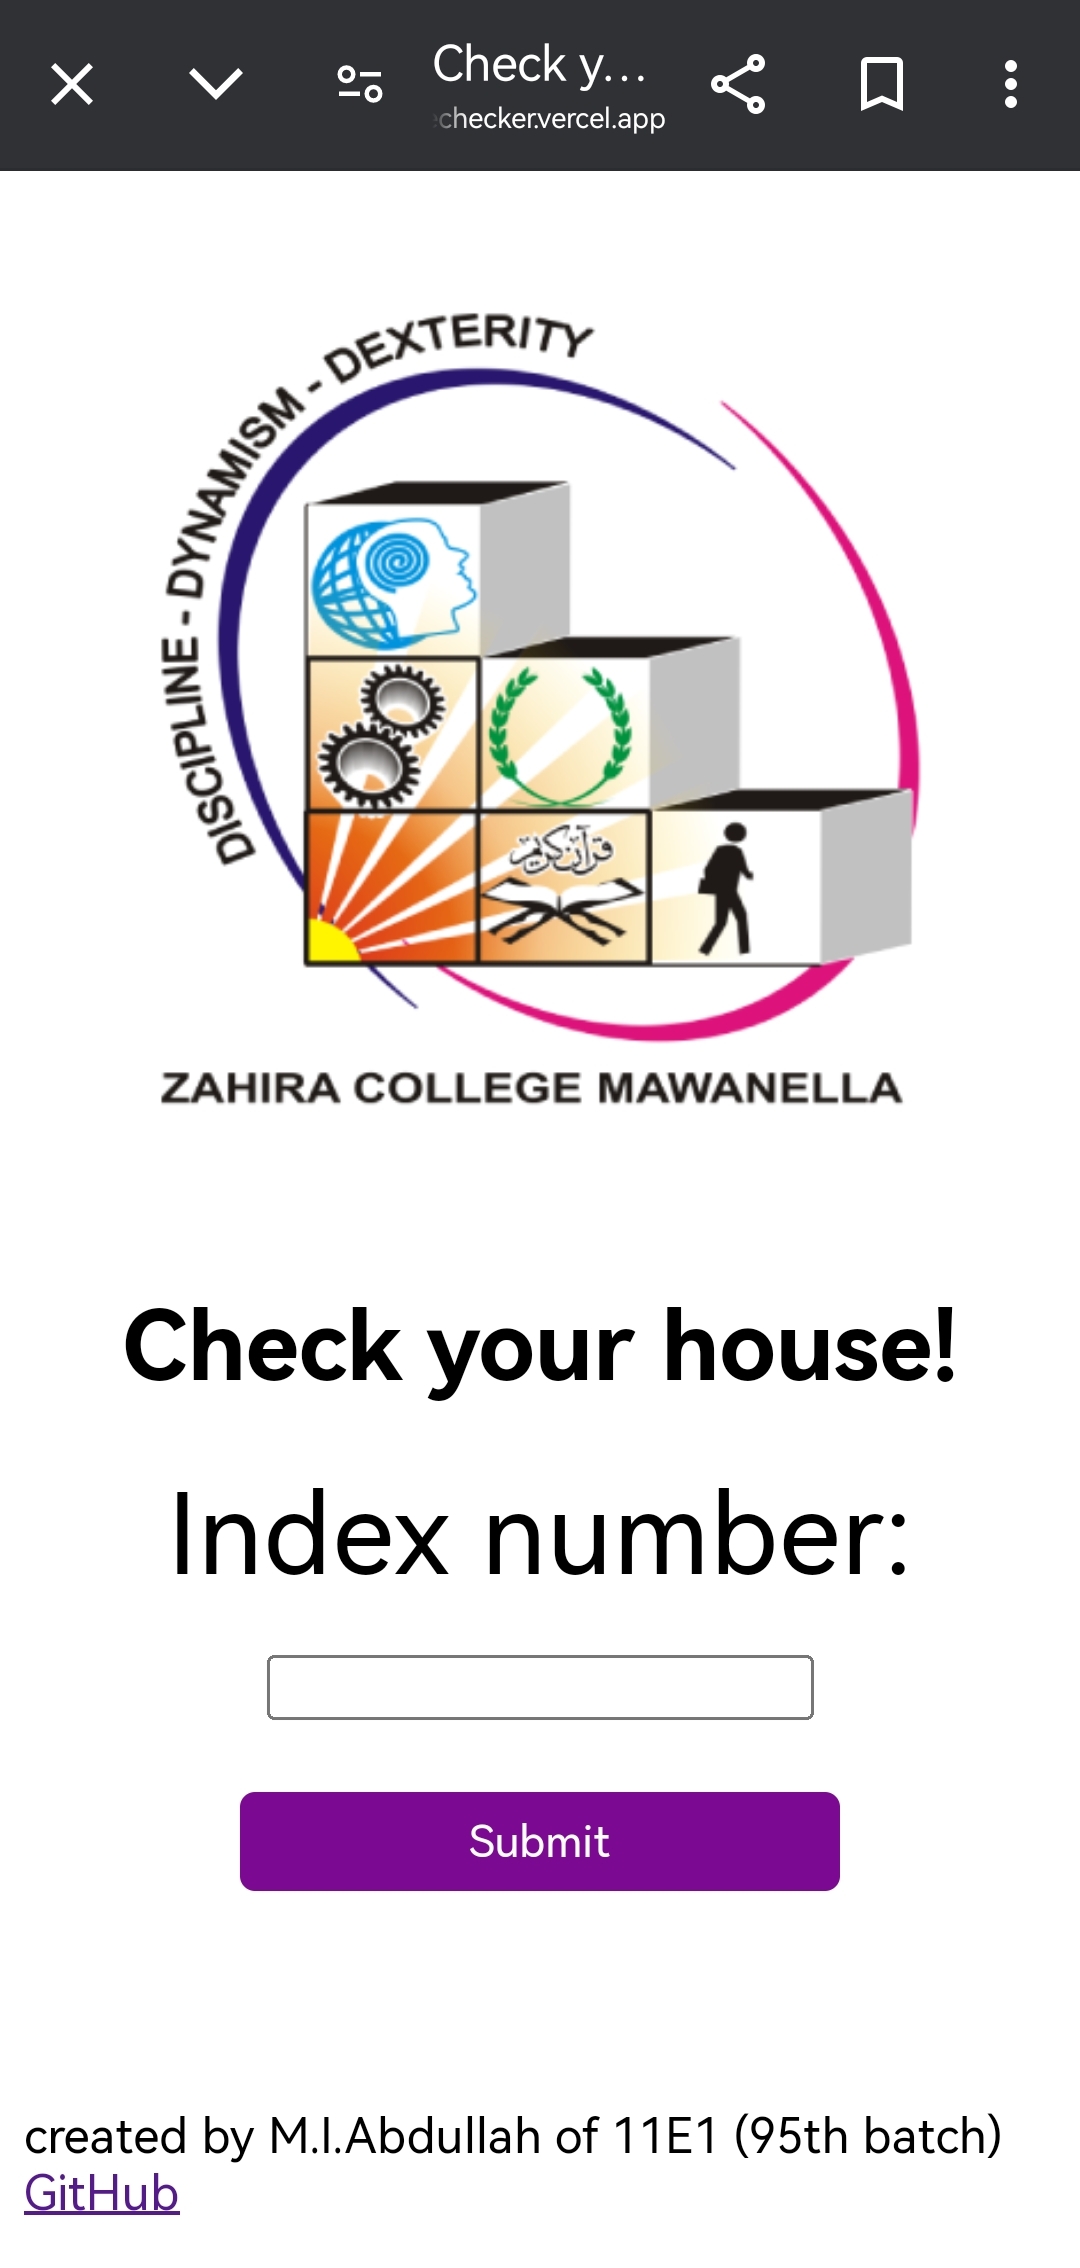 Check y...
checker.vercel.app
DISCIPLINE - DYNAMISM - DEXTERITY
قرآن كريم
ZAHIRA COLLEGE MAWANELLA
Check your house!
Index number:
Submit
created by M.I.Abdullah of 11E1 (95th batch)
GitHub